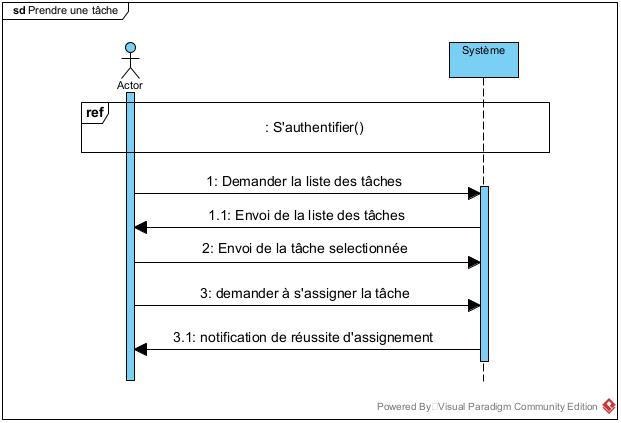 sd Prendre une tâche
Système
Actor
ref
: S'authentifier()
1: Demander la liste des tâches
1.1: Envoi de la liste des tâches
2: Envoi de la tâche selectionnée
3: demander à s'assigner la tâche
3.1: notification de réussite d'assignement
Powered By Visual Paradigm Community Edition